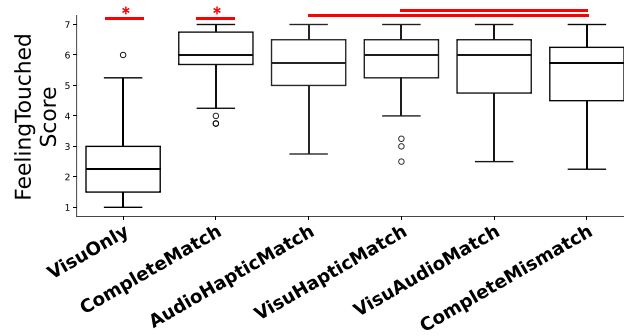 * *
7
6
5
4
3
2
1
FeelingTouched
Score
VisuOnly
CompleteMatch
AudioHapticMatch
VisuHapticMatch
VisuAudioMatch
CompleteMismatch